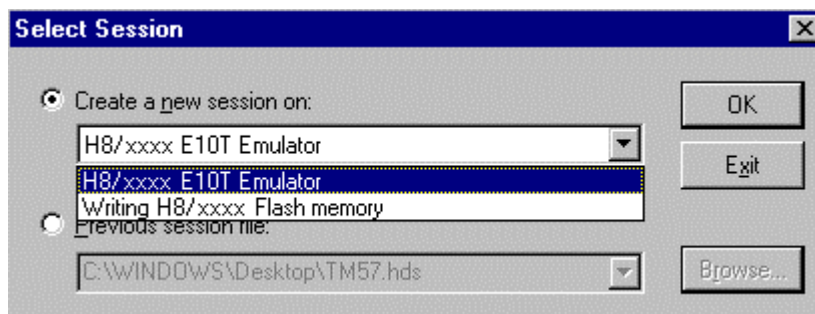 Select Session
Create a new session on:
OK
H8/xxxx E10T Emulator
H8/xxxx E10T Emulator
Exit
Writing H8/xxxx Flash memory
Previous session file:
C:\WINDOWS\Desktop\TM57.hds
Browse...